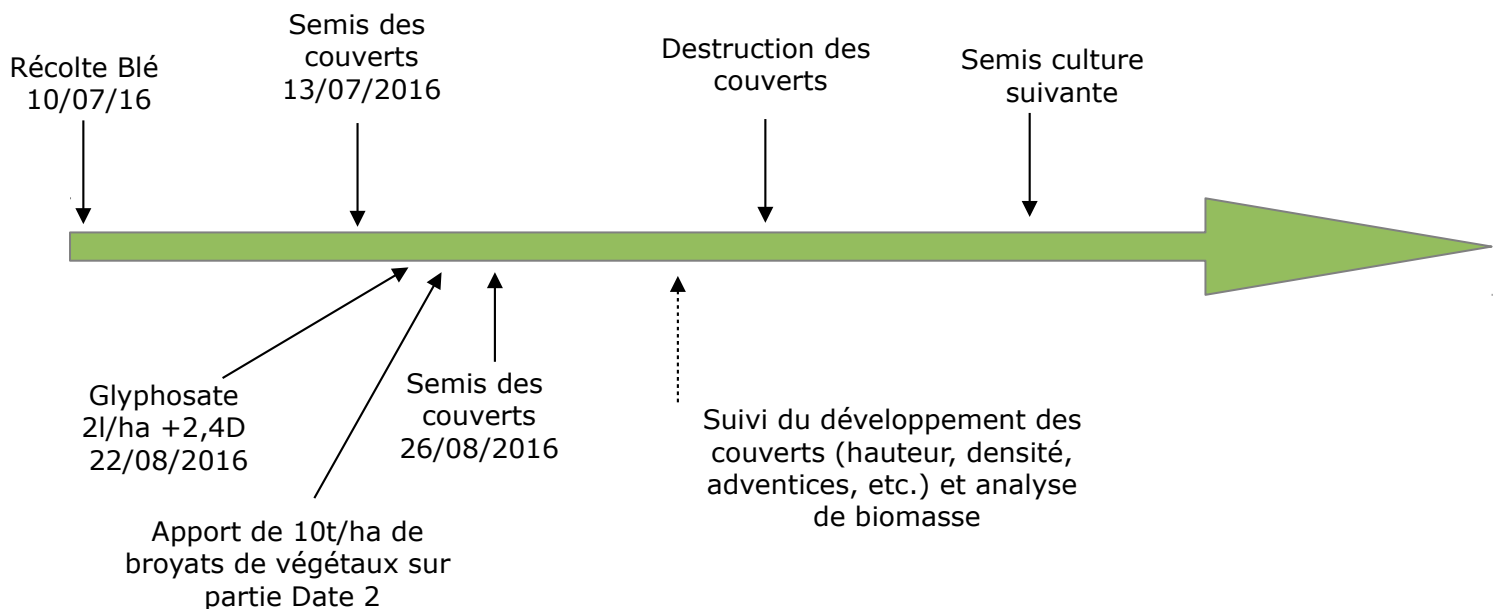 Récolte Blé
10/07/16
Semis des
couverts
13/07/2016
Destruction des
couverts
Semis culture
suivante
Glyphosate
2l/ha +2,4D
22/08/2016
Apport de 10t/ha de
broyats de végétaux sur
partie Date 2
Semis des
couverts
26/08/2016
Suivi du développement des
couverts (hauteur, densité,
adventices, etc.) et analyse
de biomasse